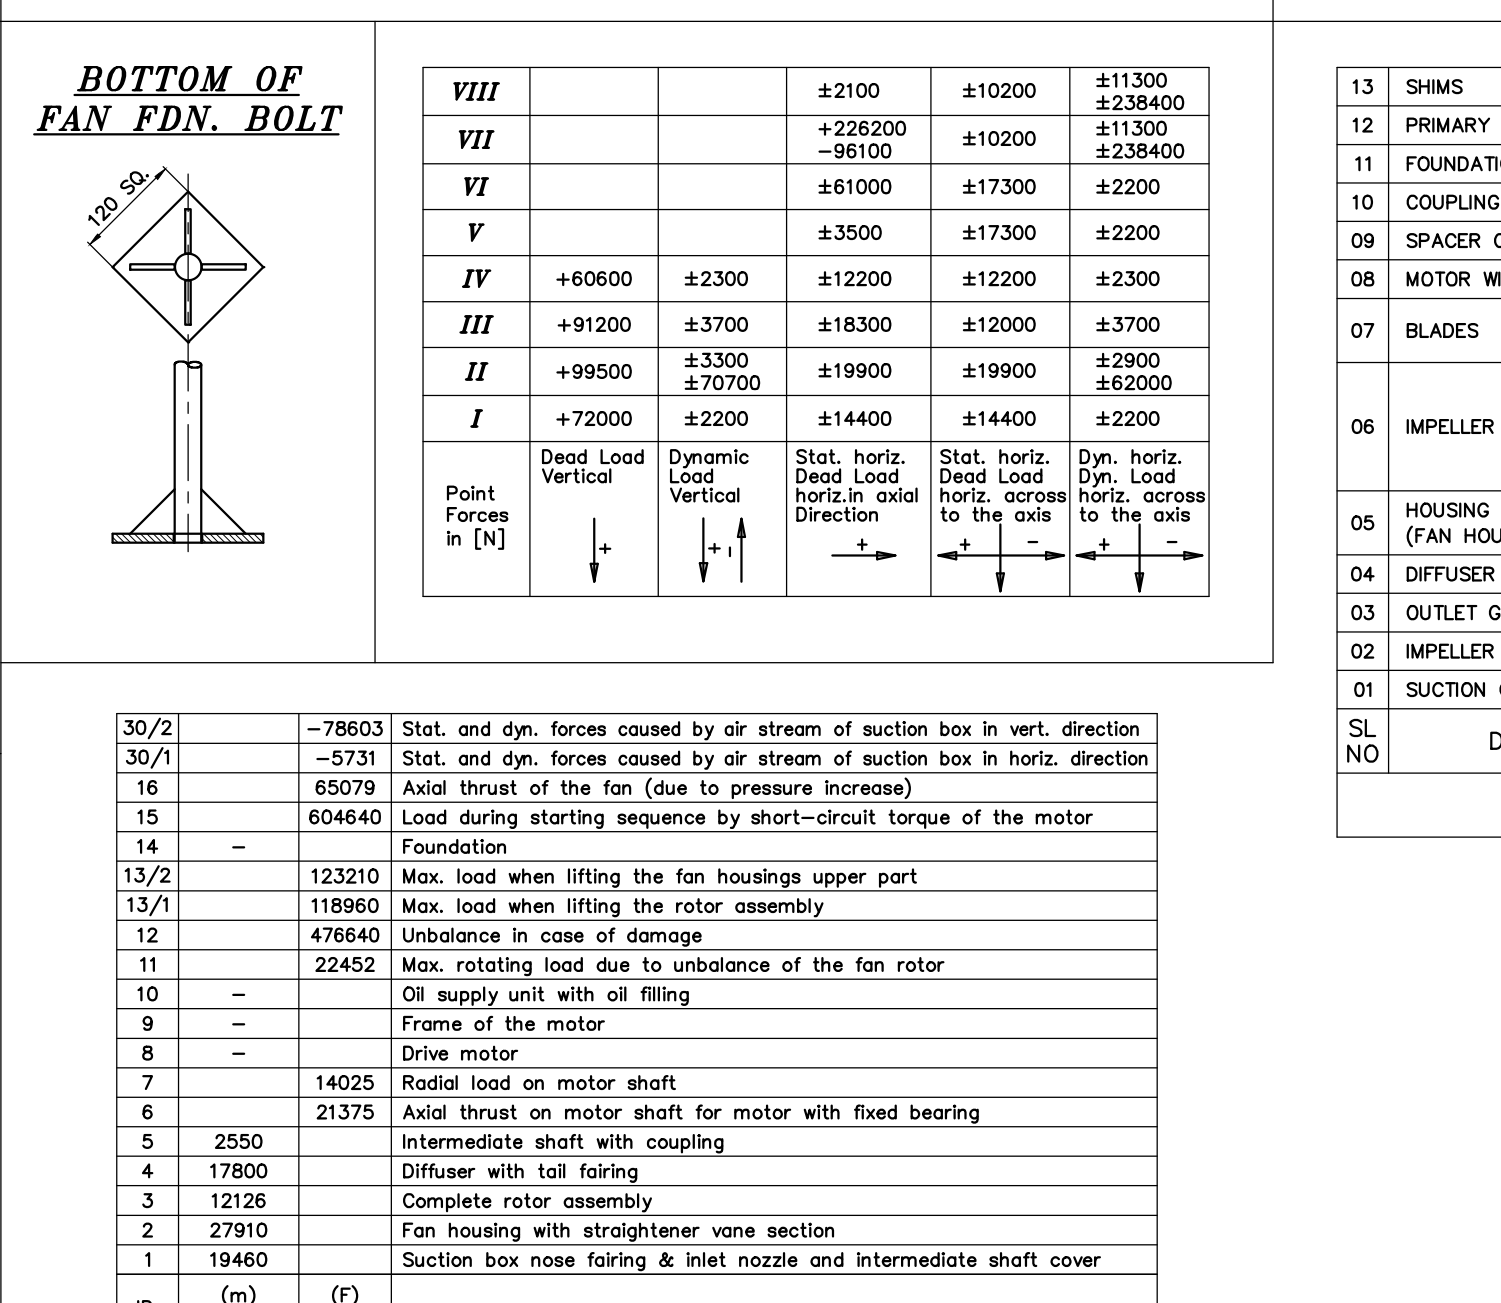 BOTTOM OF
FAN FDN. BOLT
120 SQ.
VIII ±2100 ±10200 ±11300
±238400
VII +226200 ±10200 ±11300
−96100 ±238400
VI ±61000 ±17300 ±2200
V ±3500 ±17300 ±2200
IV +60600 ±2300 ±12200 ±12200 ±2300
III +91200 ±3700 ±18300 ±12000 ±3700
II +99500 ±3300 ±19900 ±19900 ±2900
±70700 ±62000
I +72000 ±2200 ±14400 ±14400 ±2200
Point
Forces
in [N]
Dead Load
Vertical
+
Dynamic
Load
Vertical
+ −
Stat. horiz.
Dead Load
horiz.in axial
Direction
+
Stat. horiz.
Dead Load
horiz. across
to the axis
+ −
Dyn. horiz.
Dyn. Load
horiz. across
to the axis
+ −
13 SHIMS
12 PRIMARY
11 FOUNDATI
10 COUPLING
09 SPACER
08 MOTOR WI
07 BLADES
06 IMPELLER
05 HOUSING
(FAN HOU
04 DIFFUSER
03 OUTLET G
02 IMPELLER
01 SUCTION
SL
NO
30/2 −78603 Stat. and dyn. forces caused by air stream of suction box in vert. direction
30/1 −5731 Stat. and dyn. forces caused by air stream of suction box in horiz. direction
16 65079 Axial thrust of the fan (due to pressure increase)
15 604640 Load during starting sequence by short−circuit torque of the motor
14 − Foundation
13/2 123210 Max. load when lifting the fan housings upper part
13/1 118960 Max. load when lifting the rotor assembly
12 476640 Unbalance in case of damage
11 22452 Max. rotating load due to unbalance of the fan rotor
10 − Oil supply unit with oil filling
9 − Frame of the motor
8 − Drive motor
7 14025 Radial load on motor shaft
6 21375 Axial thrust on motor shaft for motor with fixed bearing
5 2550 Intermediate shaft with coupling
4 17800 Diffuser with tail fairing
3 12126 Complete rotor assembly
2 27910 Fan housing with straightener vane section
1 19460 Suction box nose fairing & inlet nozzle and intermediate shaft cover
(m) (F)